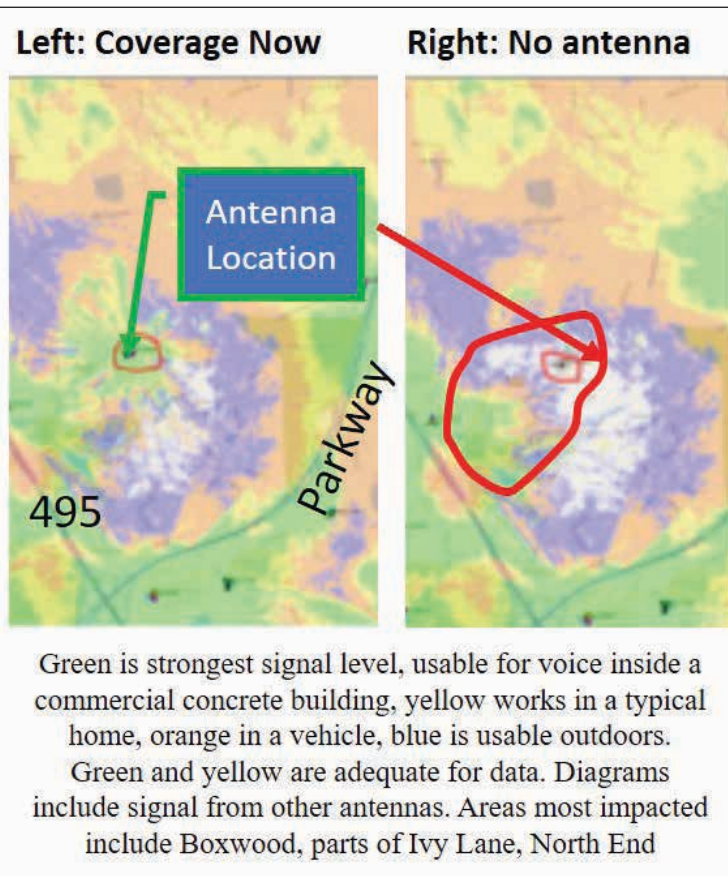 Left: Coverage Now
Right: No antenna
Antenna
Location
Parkway
495
Green is strongest signal level, usable for voice inside a
commercial concrete building, yellow works in a typical
home, orange in a vehicle, blue is usable outdoors.
Green and yellow are adequate for data. Diagrams
include signal from other antennas. Areas most impacted
include Boxwood, parts of Ivy Lane, North End